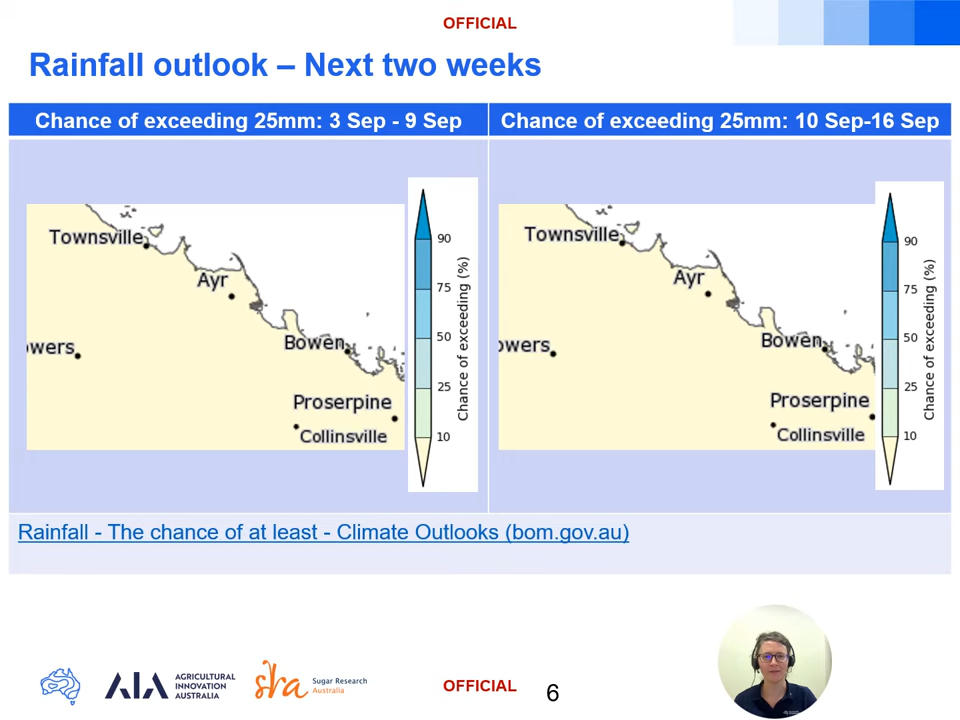 OFFICIAL
Rainfall outlook – Next two weeks
Chance of exceeding 25mm: 3 Sep - 9 Sep
Chance of exceeding 25mm: 10 Sep-16 Sep
Townsville
Ayr
Bowen
owers
Proserpine
Collinsville
90
75
50
25
10
Chance of exceeding (%)
Townsville
Ayr
Bowen
owers
Proserpine
Collinsville
90
75
50
25
10
Chance of exceeding (%)
Rainfall - The chance of at least - Climate Outlooks (bom.gov.au)
AIA
AGRICULTURAL
INNOVATION
AUSTRALIA
sra
Sugar Research
Australia
OFFICIAL
6